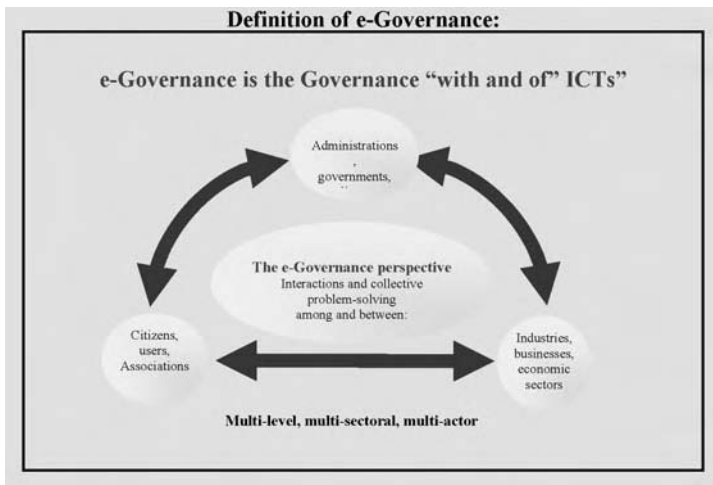 Definition of e-Governance:
e-Governance is the Governance “with and of” ICTs”
Administrations
,
governments,
The e-Governance perspective
Interactions and collective
problem-solving
among and between:
Citizens,
users,
Associations
Industries,
businesses,
economic
sectors
Multi-level, multi-sectoral, multi-actor